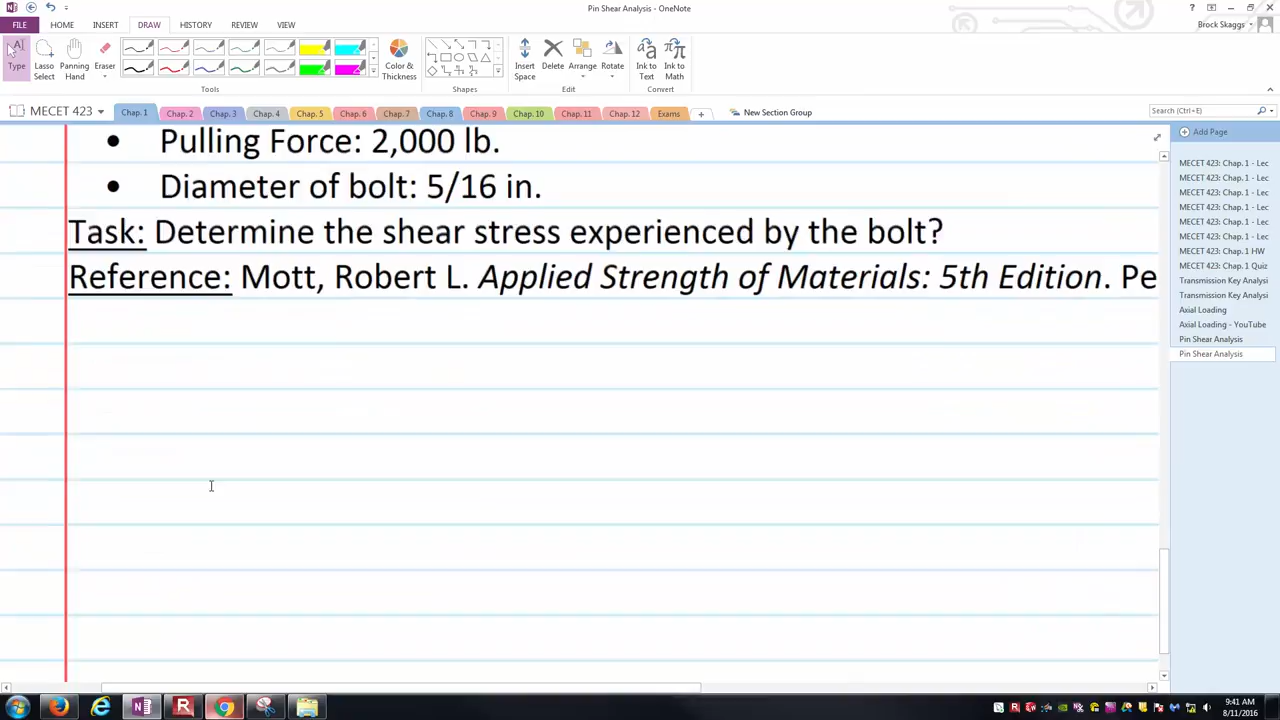 Pin Shear Analysis - OneNote
FILE HOME INSERT DRAW HISTORY REVIEW VIEW
Brock Skaggs
Type
Lasso Select
Panning Hand
Eraser
Color & Thickness
Insert Space
Delete
Arrange
Rotate
Ink to Text
Ink to Math
Tools
Shapes
Edit
Convert
MECET 423
Chap. 1 Chap. 2 Chap. 3 Chap. 4 Chap. 5 Chap. 6 Chap. 7 Chap. 8 Chap. 9 Chap. 10 Chap. 11 Chap. 12 Exams
New Section Group
Search (Ctrl+E)
Add Page
• Pulling Force: 2,000 lb.
• Diameter of bolt: 5/16 in.
Task: Determine the shear stress experienced by the bolt?
Reference: Mott, Robert L. Applied Strength of Materials: 5th Edition. Pe
MECET 423: Chap. 1 - Lec
MECET 423: Chap. 1 - Lec
MECET 423: Chap. 1 - Lec
MECET 423: Chap. 1 - Lec
MECET 423: Chap. 1 - Lec
MECET 423: Chap. 1 - Lec
MECET 423: Chap. 1 HW
MECET 423: Chap. 1 Quiz
Transmission Key Analysi
Transmission Key Analysi
Axial Loading
Axial Loading - YouTube
Pin Shear Analysis
Pin Shear Analysis
9:41 AM
8/11/2016